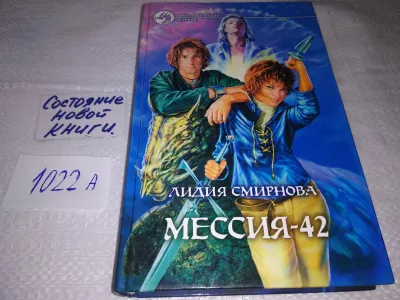 Состояние
новой
книги.
1022 А
ЛИДИЯ СМИРНОВА
МЕССИЯ-42